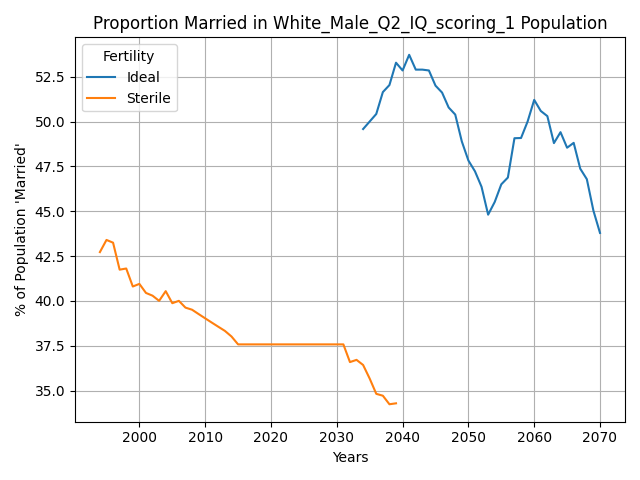 Proportion Married in White_Male_Q2_IQ_scoring_1 Population
Fertility
Ideal
Sterile
% of Population 'Married'
52.5
50.0
47.5
45.0
42.5
40.0
37.5
35.0
2000 2010 2020 2030 2040 2050 2060 2070
Years